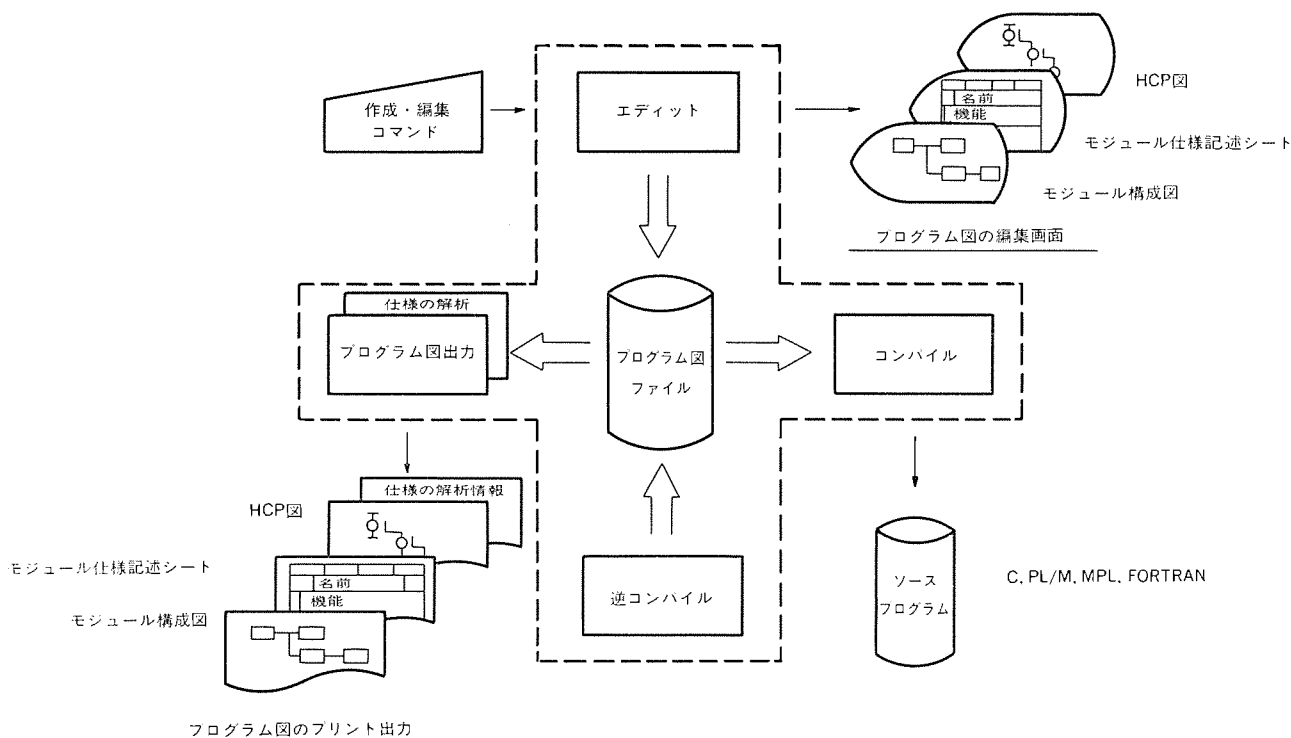 作成・編集
コマンド
エディット
HCP図
名前
機能
モジュール仕様記述シート
モジュール構成図
プログラム図の編集画面
仕様の解析
プログラム図出力
プログラム図
ファイル
コンパイル
仕様の解析情報
HCP図
モジュール仕様記述シート
名前
機能
モジュール構成図
逆コンパイル
ソース
プログラム
C, PL/M, MPL, FORTRAN
プログラム図のプリント出力